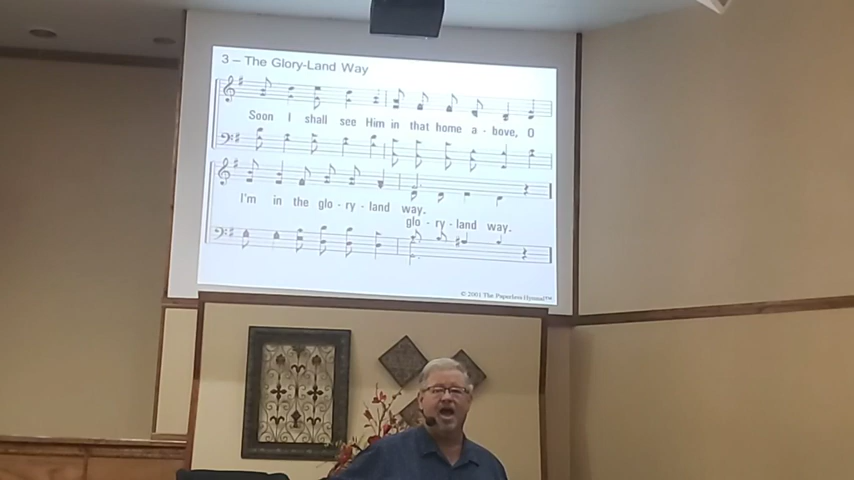 3 – The Glory-Land Way
Soon I shall see Him in that home a - bove, O
I'm in the glo - ry - land way.
glo - ry - land way.
© 2003 The Paperless Hymnal™